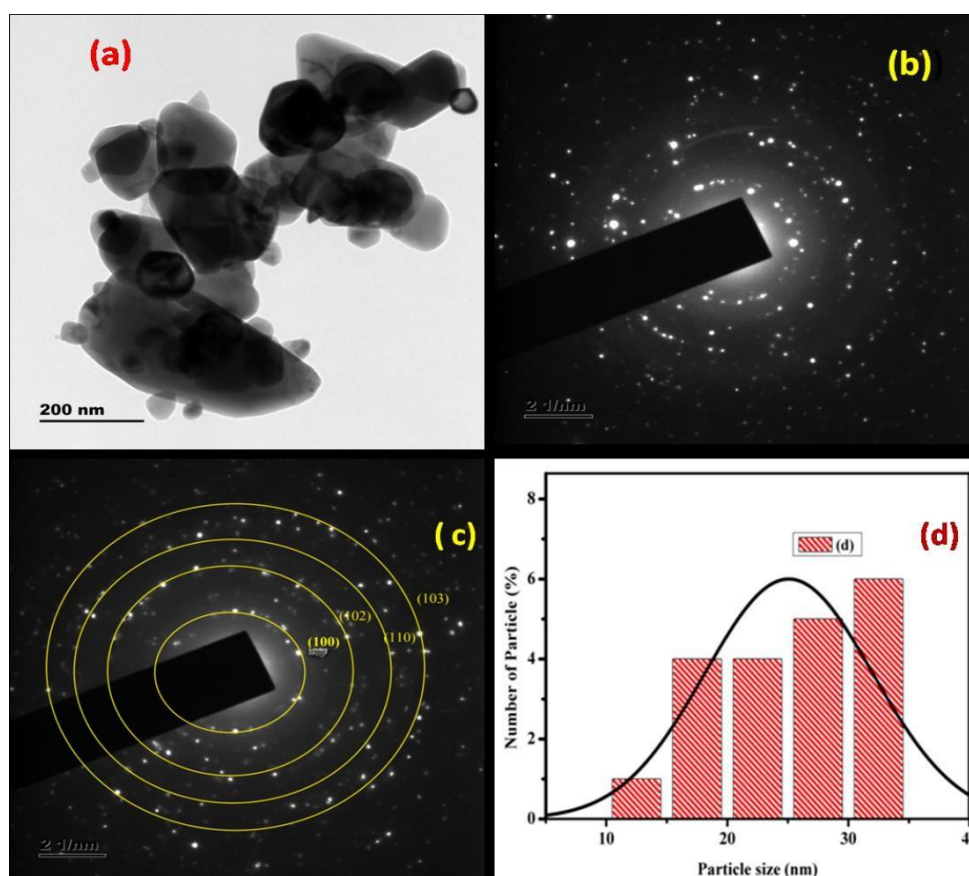 (a)
200 nm
(b)
2 1/nm
( c)
(103)
(102)
(110)
(100)
2 1/nm
(d)
(d)
8
6
4
2
0
Number of Particle (%)
10
20
30
4
Particle size (nm)